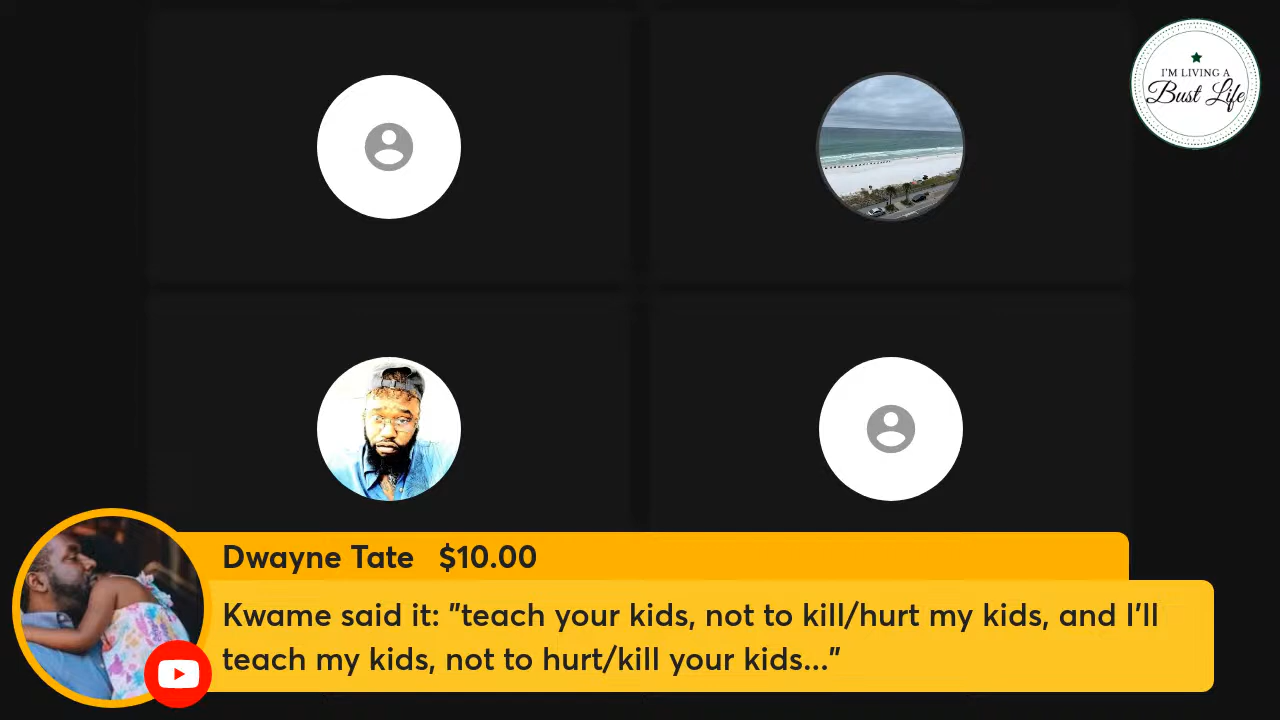 I'M LIVING A
Bust Life
Dwayne Tate $10.00
Kwame said it: "teach your kids, not to kill/hurt my kids, and I'll
teach my kids, not to hurt/kill your kids..."